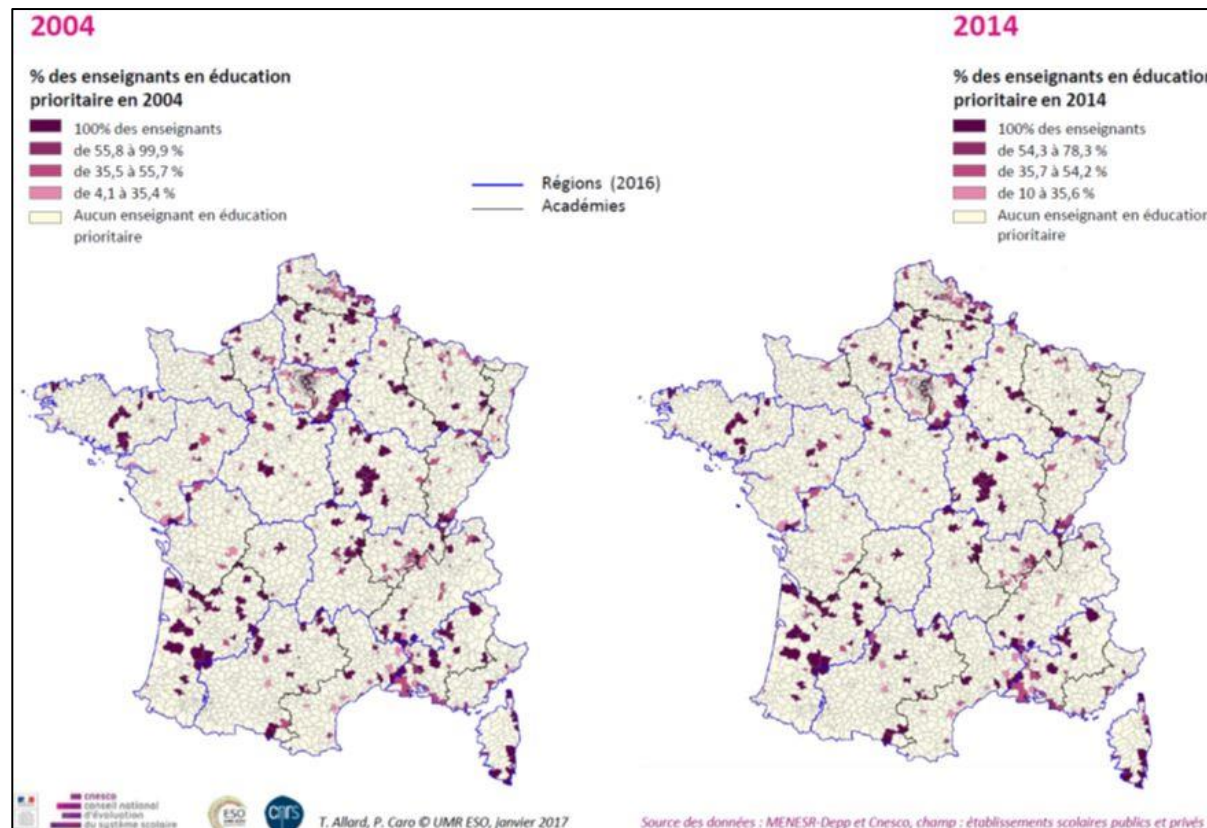 2004
% des enseignants en éducation
prioritaire en 2004
100% des enseignants
de 55,8 à 99,9 %
de 35,5 à 55,7 %
de 4,1 à 35,4 %
Aucun enseignant en éducation
prioritaire
Régions (2016)
Académies
2014
% des enseignants en éducation
prioritaire en 2014
100% des enseignants
de 54,3 à 78,3 %
de 35,7 à 54,2 %
de 10 à 35,6 %
Aucun enseignant en éducation
prioritaire
cnesco
conseil national
d'évaluation
du système scolaire
ESO
cnrs
T. Allard, P. Caro © UMR ESO, Janvier 2017
Source des données : MENESR-Depp et Cnesco, champ : établissements scolaires publics et privés